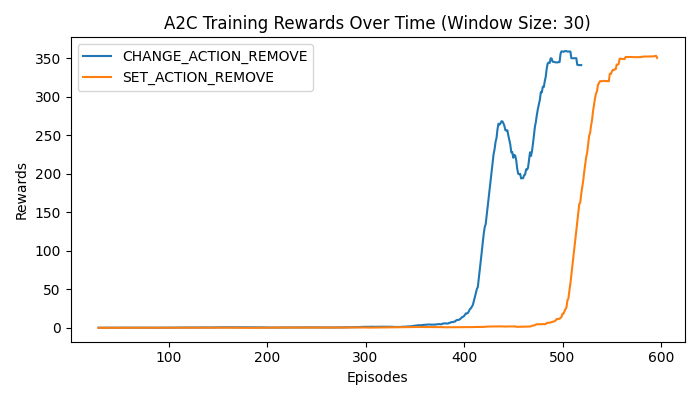 A2C Training Rewards Over Time (Window Size: 30)
CHANGE_ACTION_REMOVE
SET_ACTION_REMOVE
Rewards
350
300
250
200
150
100
50
0
100 200 300 400 500 600
Episodes